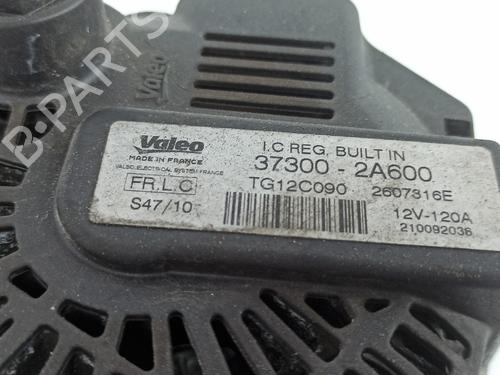 B-PARTS
Valeo
Valeo
MADE IN FRANCE
VALEO ELECTRICAL SYSTEM FRANCE
FR.L.C
S47/10
I.C REG. BUILT IN
37300 - 2A600
TG12C090 2607316E
12V-120A
210092036